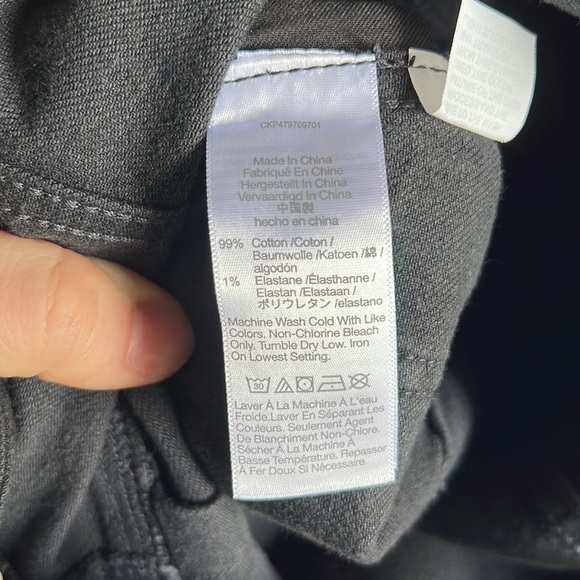 CKP479769701
Made In China
Fabriqué En Chine
Hergestellt In China
Vervaardigd In China
中国製
hecho en china
99% Cotton /Coton /
Baumwolle /Katoen /綿/
algodón
1% Elastane /Élasthanne /
Elastan /Elastaan /
ポリウレタン /elastano
Machine Wash Cold With Like
Colors. Non-Chlorine Bleach
Only. Tumble Dry Low. Iron
On Lowest Setting.
30
Laver À La Machine À L'eau
Froide.Laver En Séparant Les
Couleurs. Seulement Agent
De Blanchiment Non-Chlore.
Sécher À La Machine À
Basse Température. Repasser
À Fer Doux Si Nécessaire.